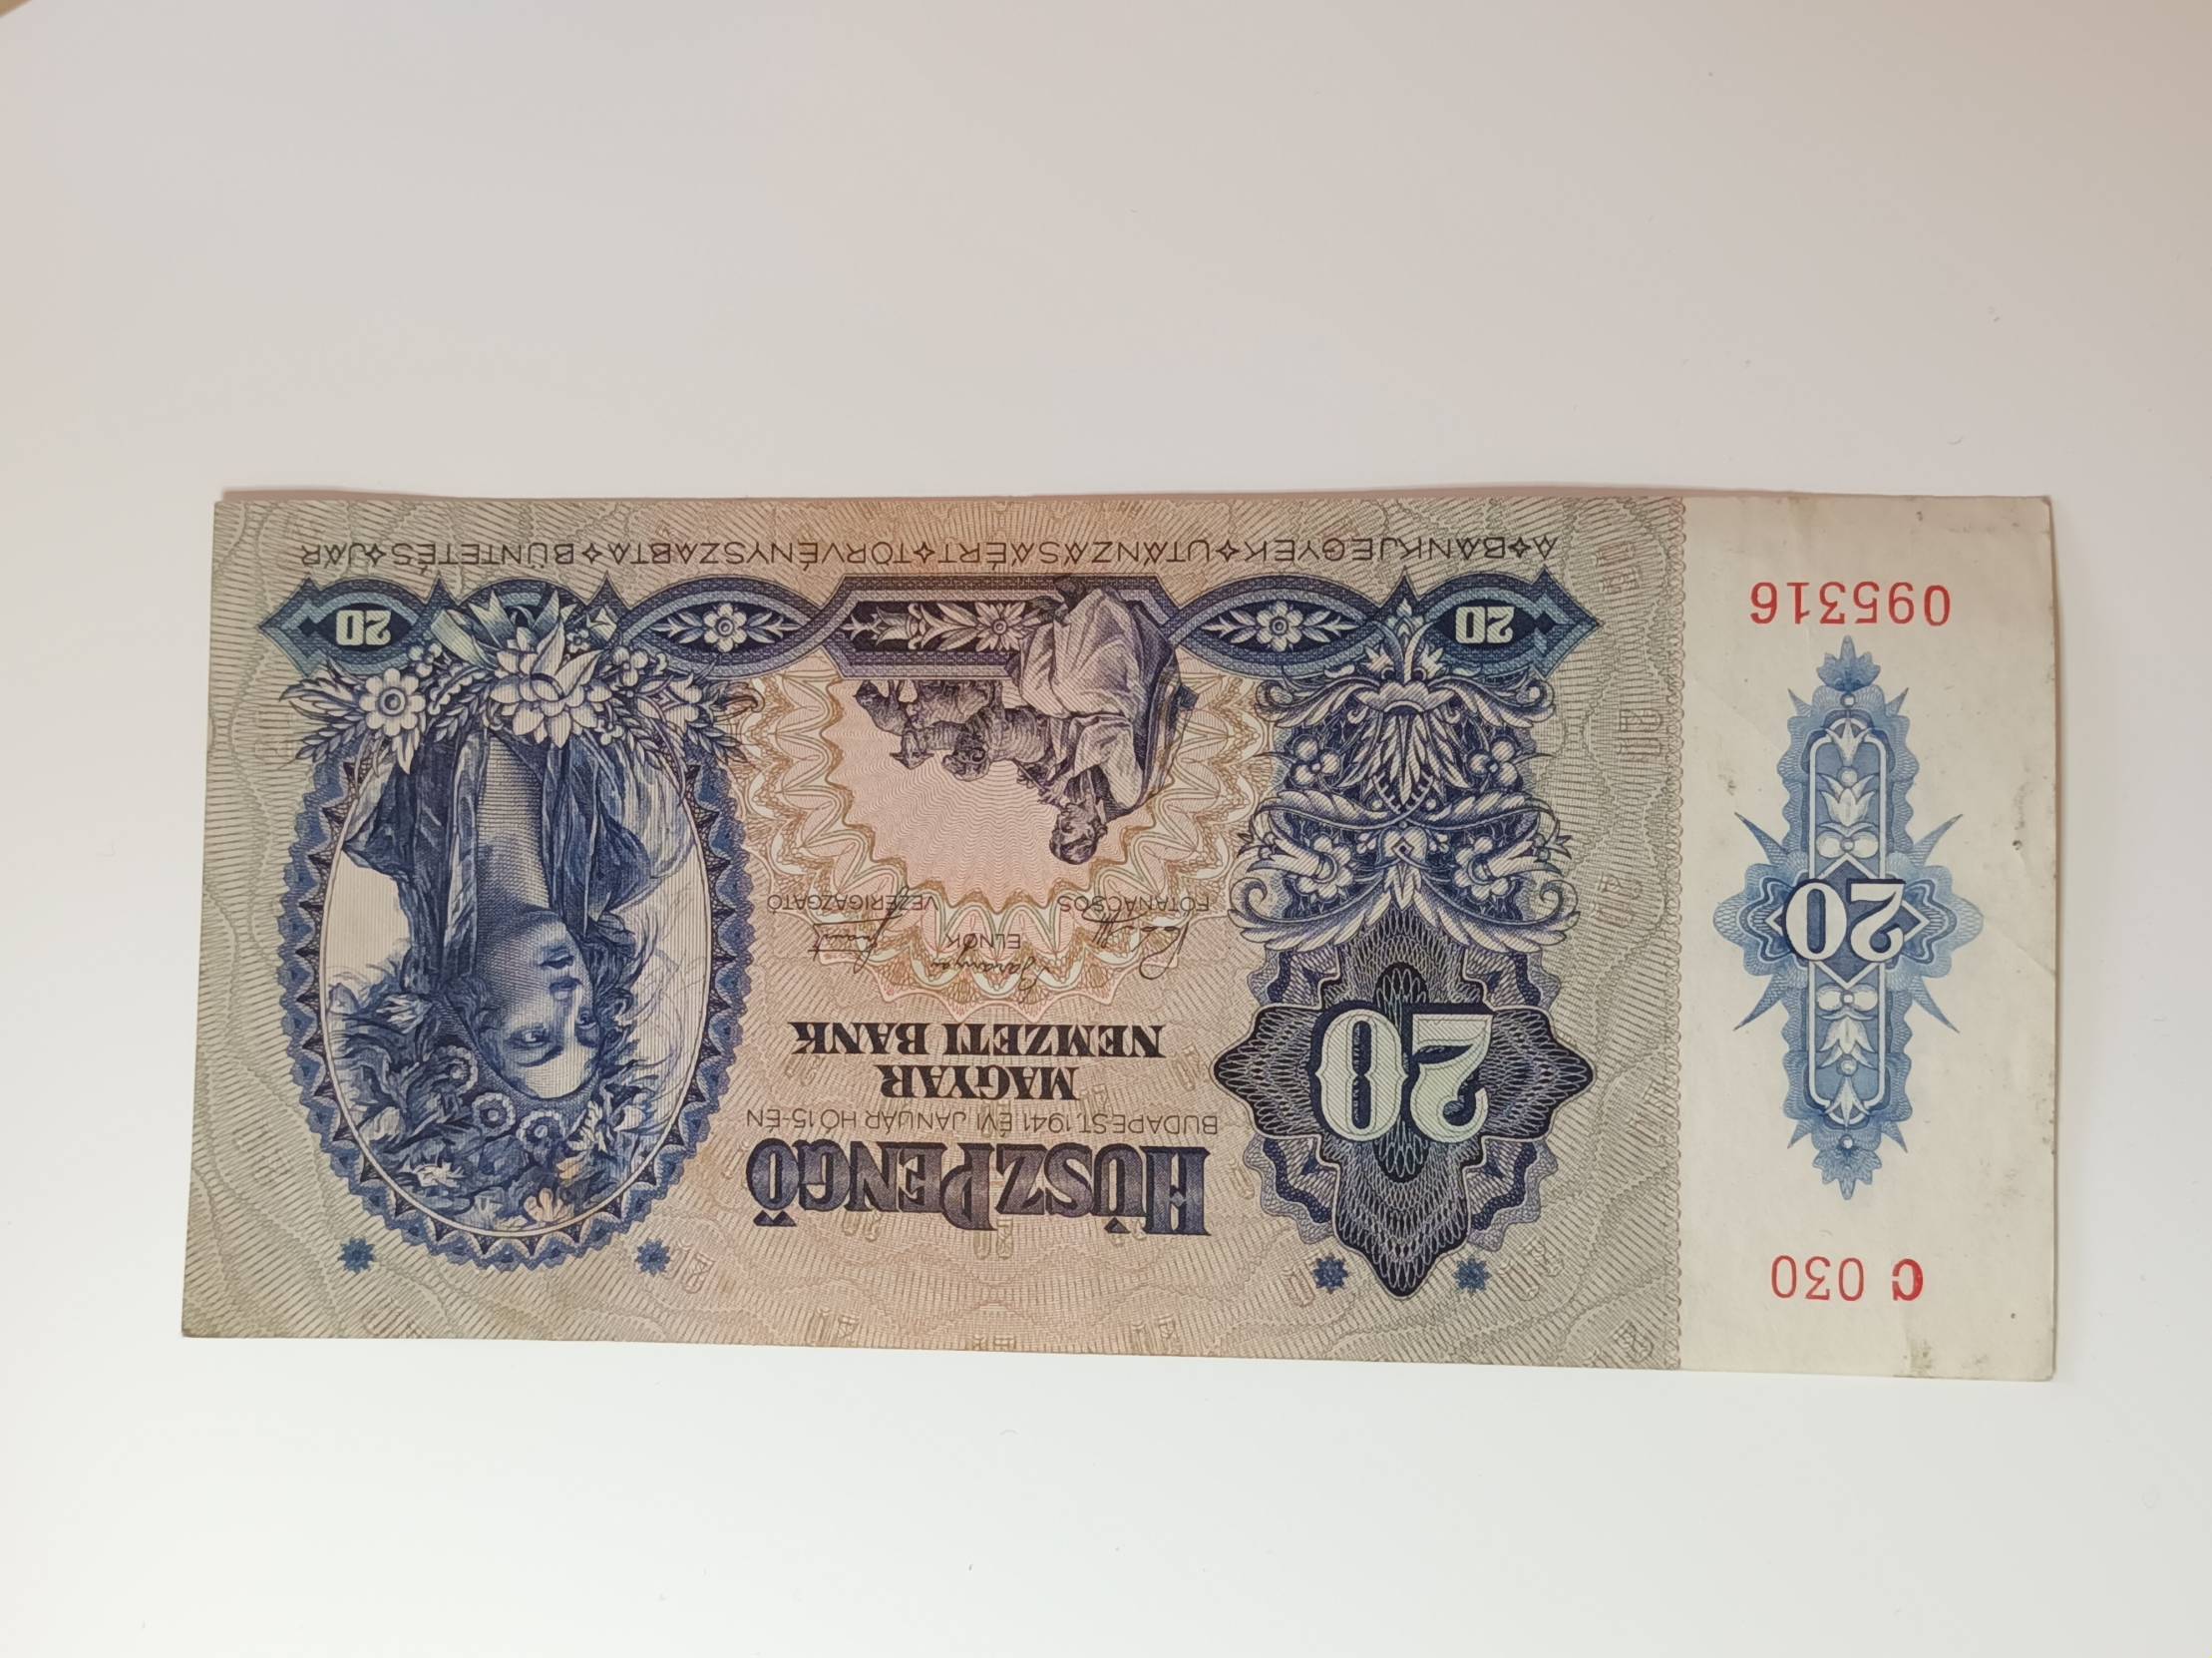 C 030
20
095316
20
HÚSZ PENGŐ
BUDAPEST, 1941 ÉVI JANUÁR HÓ 15-ÉN
MAGYAR
NEMZETI BANK
ELNÖK
FŐTANÁCSOS
VEZÉRIGAZGATÓ
20
20
A BANKJEGYEK UTÁNZÁSÁÉRT TÖRVÉNYSZABTA BÜNTETÉS JÁR